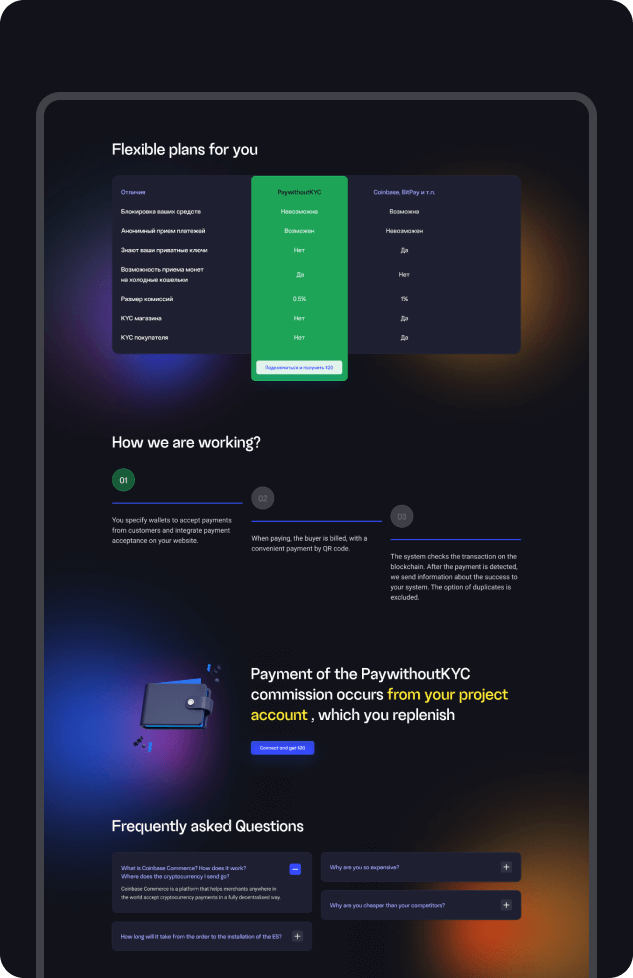 Flexible plans for you
Отличия PaywithoutKYC Coinbase, BitPay и т.п.
Блокировка ваших средств Невозможна Возможна
Анонимный прием платежей Возможен Невозможен
Знают ваши приватные ключи Нет Да
Возможность приема монет
на холодные кошельки Да Нет
Размер комиссий 0.5% 1%
KYC магазина Нет Да
KYC покупателя Нет Да
Подключиться и получить $20
How we are working?
01
02
03
You specify wallets to accept payments
from customers and integrate payment
acceptance on your website.
When paying, the buyer is billed, with a
convenient payment by QR code.
The system checks the transaction on the
blockchain. After the payment is detected,
we send information about the success to
your system. The option of duplicates is
excluded.
Payment of the PaywithoutKYC
commission occurs from your project
account , which you replenish
Connect and get $20
Frequently asked Questions
What is Coinbase Commerce? How does it work?
Where does the cryptocurrency I send go?
Coinbase Commerce is a platform that helps merchants anywhere in
the world accept cryptocurrency payments in a fully decentralised way.
How long will it take from the order to the installation of the ES?
Why are you so expensive?
Why are you cheaper than your competitors?